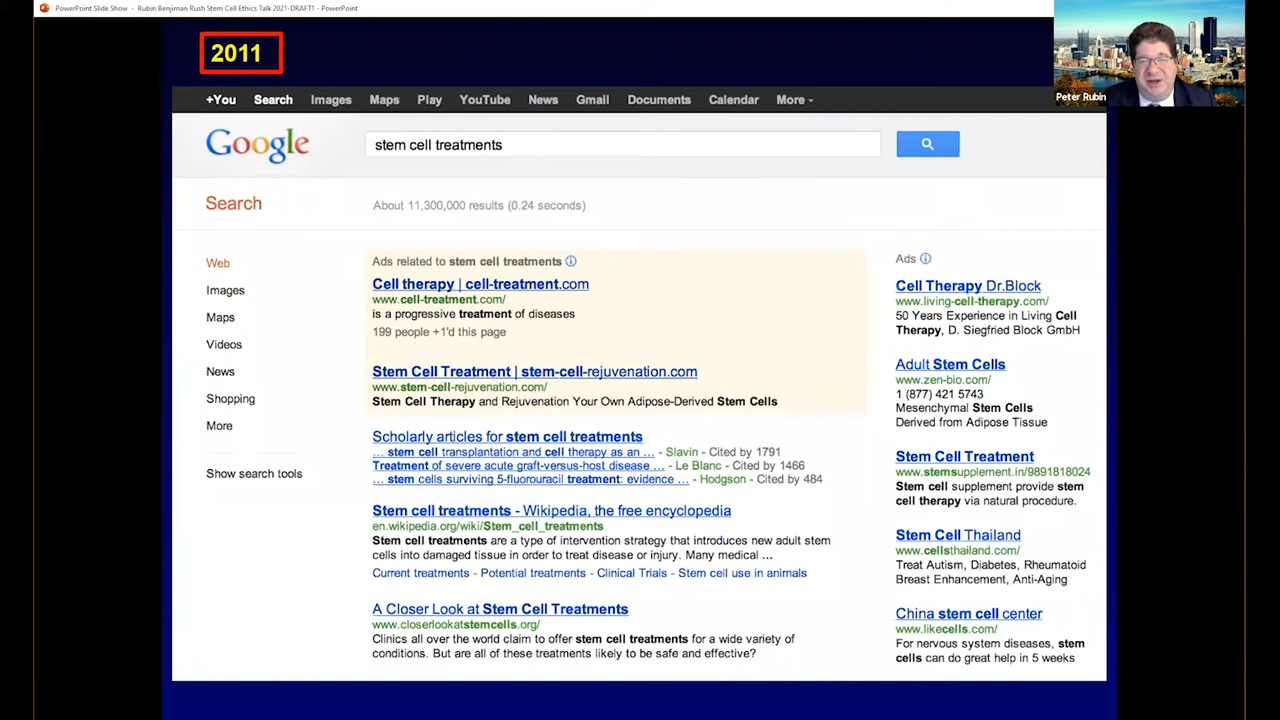 PowerPoint Slide Show - Rubin Benjiman Rush Stem Cell Ethics Talk 2021-DRAFT1 - PowerPoint
2011
Peter Rubin
+You Search Images Maps Play YouTube News Gmail Documents Calendar More
Google
stem cell treatments
Search
About 11,300,000 results (0.24 seconds)
Web
Images
Maps
Videos
News
Shopping
More
Show search tools
Ads related to stem cell treatments
Cell therapy | cell-treatment.com
www.cell-treatment.com/
is a progressive treatment of diseases
199 people +1'd this page
Stem Cell Treatment | stem-cell-rejuvenation.com
www.stem-cell-rejuvenation.com/
Stem Cell Therapy and Rejuvenation Your Own Adipose-Derived Stem Cells
Scholarly articles for stem cell treatments
... stem cell transplantation and cell therapy as an ... - Slavin - Cited by 1791
Treatment of severe acute graft-versus-host disease ... - Le Blanc - Cited by 1466
... stem cells surviving 5-fluorouracil treatment: evidence ... - Hodgson - Cited by 484
Stem cell treatments - Wikipedia, the free encyclopedia
en.wikipedia.org/wiki/Stem_cell_treatments
Stem cell treatments are a type of intervention strategy that introduces new adult stem
cells into damaged tissue in order to treat disease or injury. Many medical ...
Current treatments - Potential treatments - Clinical Trials - Stem cell use in animals
A Closer Look at Stem Cell Treatments
www.closerlookatstemcells.org/
Clinics all over the world claim to offer stem cell treatments for a wide variety of
conditions. But are all of these treatments likely to be safe and effective?
Ads
Cell Therapy Dr.Block
www.living-cell-therapy.com/
50 Years Experience in Living Cell
Therapy, D. Siegfried Block GmbH
Adult Stem Cells
www.zen-bio.com/
1 (877) 421 5743
Mesenchymal Stem Cells
Derived from Adipose Tissue
Stem Cell Treatment
www.stemsupplement.in/9891818024
Stem cell supplement provide stem
cell therapy via natural procedure.
Stem Cell Thailand
www.cellsthailand.com/
Treat Autism, Diabetes, Rheumatoid
Breast Enhancement, Anti-Aging
China stem cell center
www.likecells.com/
For nervous system diseases, stem
cells can do great help in 5 weeks